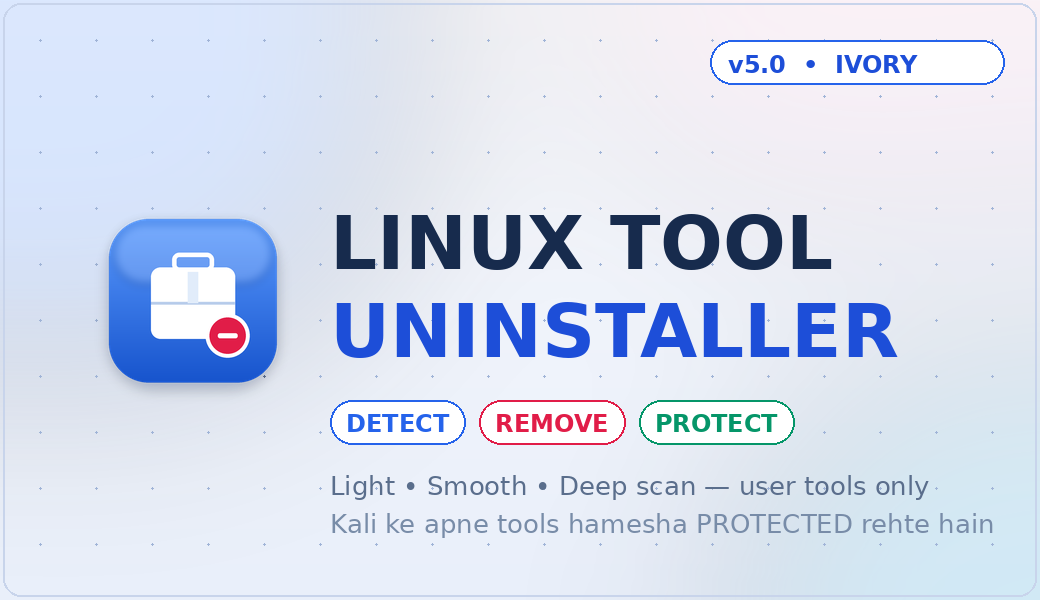 v5.0 • IVORY
LINUX TOOL
UNINSTALLER
DETECT REMOVE PROTECT
Light • Smooth • Deep scan — user tools only
Kali ke apne tools hamesha PROTECTED rehte hain